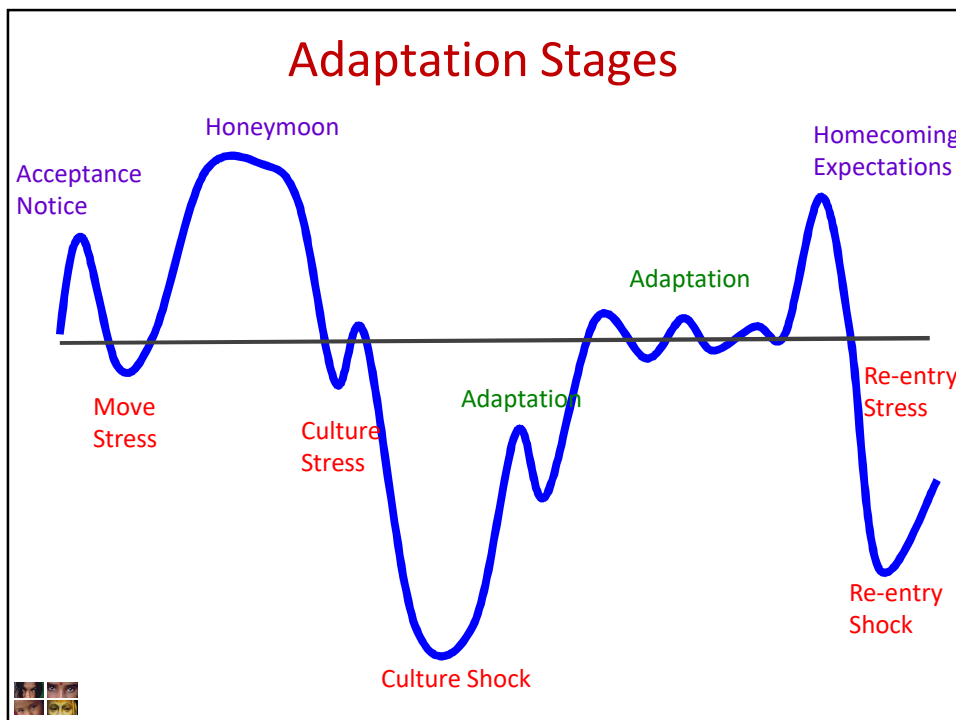 Adaptation Stages
Honeymoon
Homecoming
Expectations
Acceptance
Notice
Adaptation
Re-entry
Stress
Adaptation
Move
Stress
Culture
Stress
Re-entry
Shock
Culture Shock